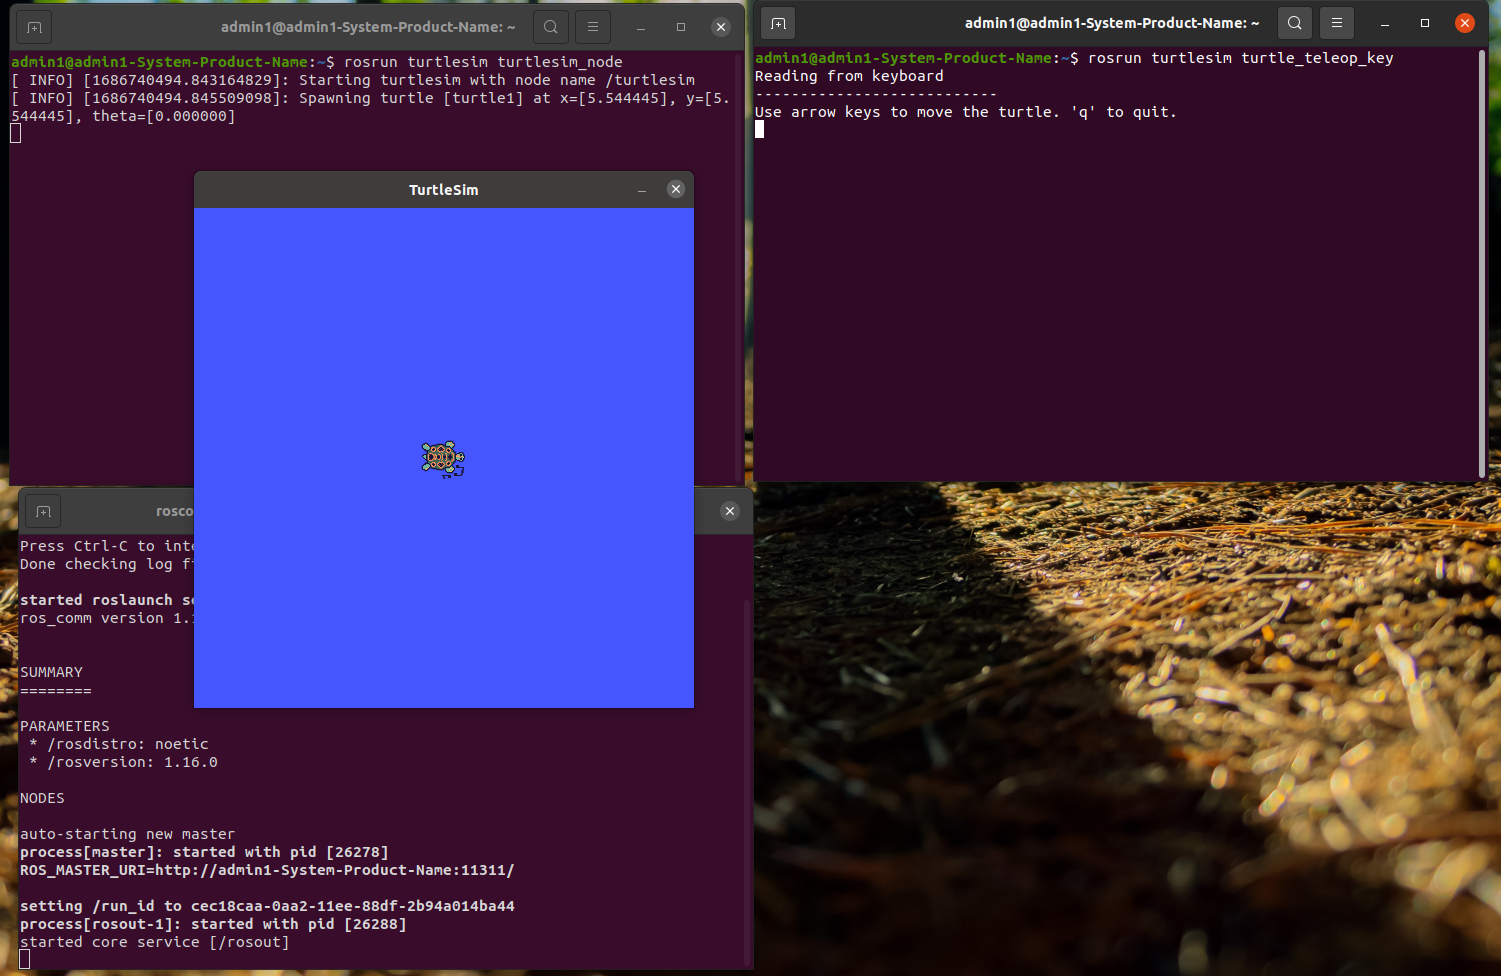 admin1@admin1-System-Product-Name: ~
admin1@admin1-System-Product-Name:~$ rosrun turtlesim turtlesim_node
[ INFO] [1686740494.843164829]: Starting turtlesim with node name /turtlesim
[ INFO] [1686740494.845509098]: Spawning turtle [turtle1] at x=[5.544445], y=[5.
544445], theta=[0.000000]
admin1@admin1-System-Product-Name: ~
admin1@admin1-System-Product-Name:~$ rosrun turtlesim turtle_teleop_key
Reading from keyboard
---------------------------
Use arrow keys to move the turtle. 'q' to quit.
TurtleSim
rosco
Press Ctrl-C to inte
Done checking log f
started roslaunch se
ros_comm version 1.1
SUMMARY
========
PARAMETERS
* /rosdistro: noetic
* /rosversion: 1.16.0
NODES
auto-starting new master
process[master]: started with pid [26278]
ROS_MASTER_URI=http://admin1-System-Product-Name:11311/
setting /run_id to cec18caa-0aa2-11ee-88df-2b94a014ba44
process[rosout-1]: started with pid [26288]
started core service [/rosout]